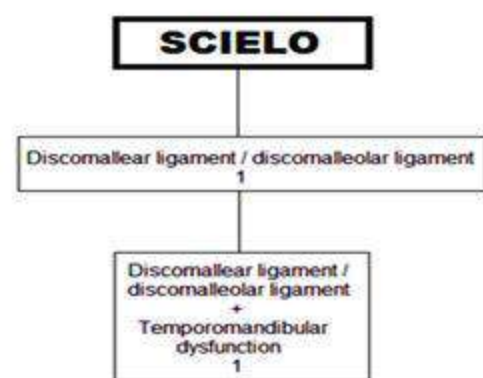 SCIELO
Discomallear ligament / discomalleolar ligament
1
Discomallear ligament /
discomalleolar ligament
+
Temporomandibular
dysfunction
1